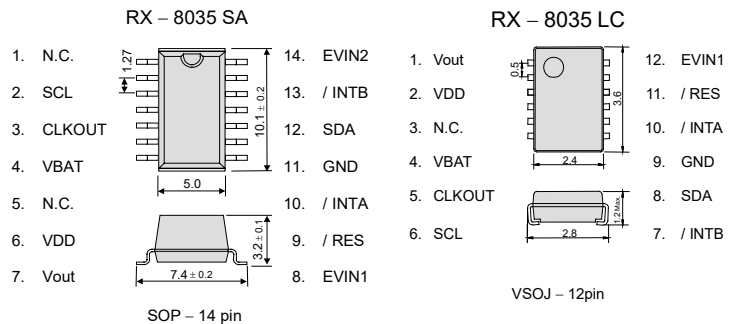 RX – 8035 SA
1. N.C.
2. SCL
3. CLKOUT
4. VBAT
5. N.C.
6. VDD
7. Vout
1.27
10.1 ± 0.2
5.0
14. EVIN2
13. / INTB
12. SDA
11. GND
10. / INTA
9. / RES
8. EVIN1
3.2 ± 0.1
7.4 ± 0.2
SOP – 14 pin
RX – 8035 LC
1. Vout
2. VDD
3. N.C.
4. VBAT
5. CLKOUT
6. SCL
0.5
3.6
2.4
12. EVIN1
11. / RES
10. / INTA
9. GND
8. SDA
7. / INTB
1.2 Max.
2.8
VSOJ – 12pin